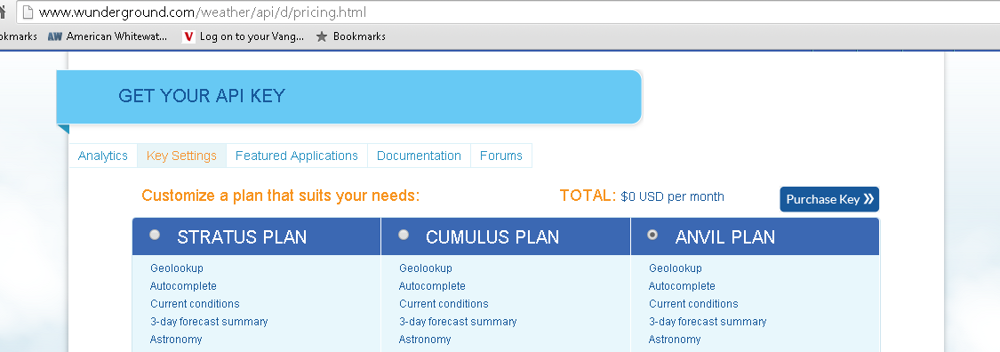 www.wunderground.com/weather/api/d/pricing.html
okmarks AW American Whitewat... V Log on to your Vang... Bookmarks
GET YOUR API KEY
Analytics Key Settings Featured Applications Documentation Forums
Customize a plan that suits your needs: TOTAL: $0 USD per month Purchase Key »
STRATUS PLAN CUMULUS PLAN ANVIL PLAN
Geolookup Geolookup Geolookup
Autocomplete Autocomplete Autocomplete
Current conditions Current conditions Current conditions
3-day forecast summary 3-day forecast summary 3-day forecast summary
Astronomy Astronomy Astronomy